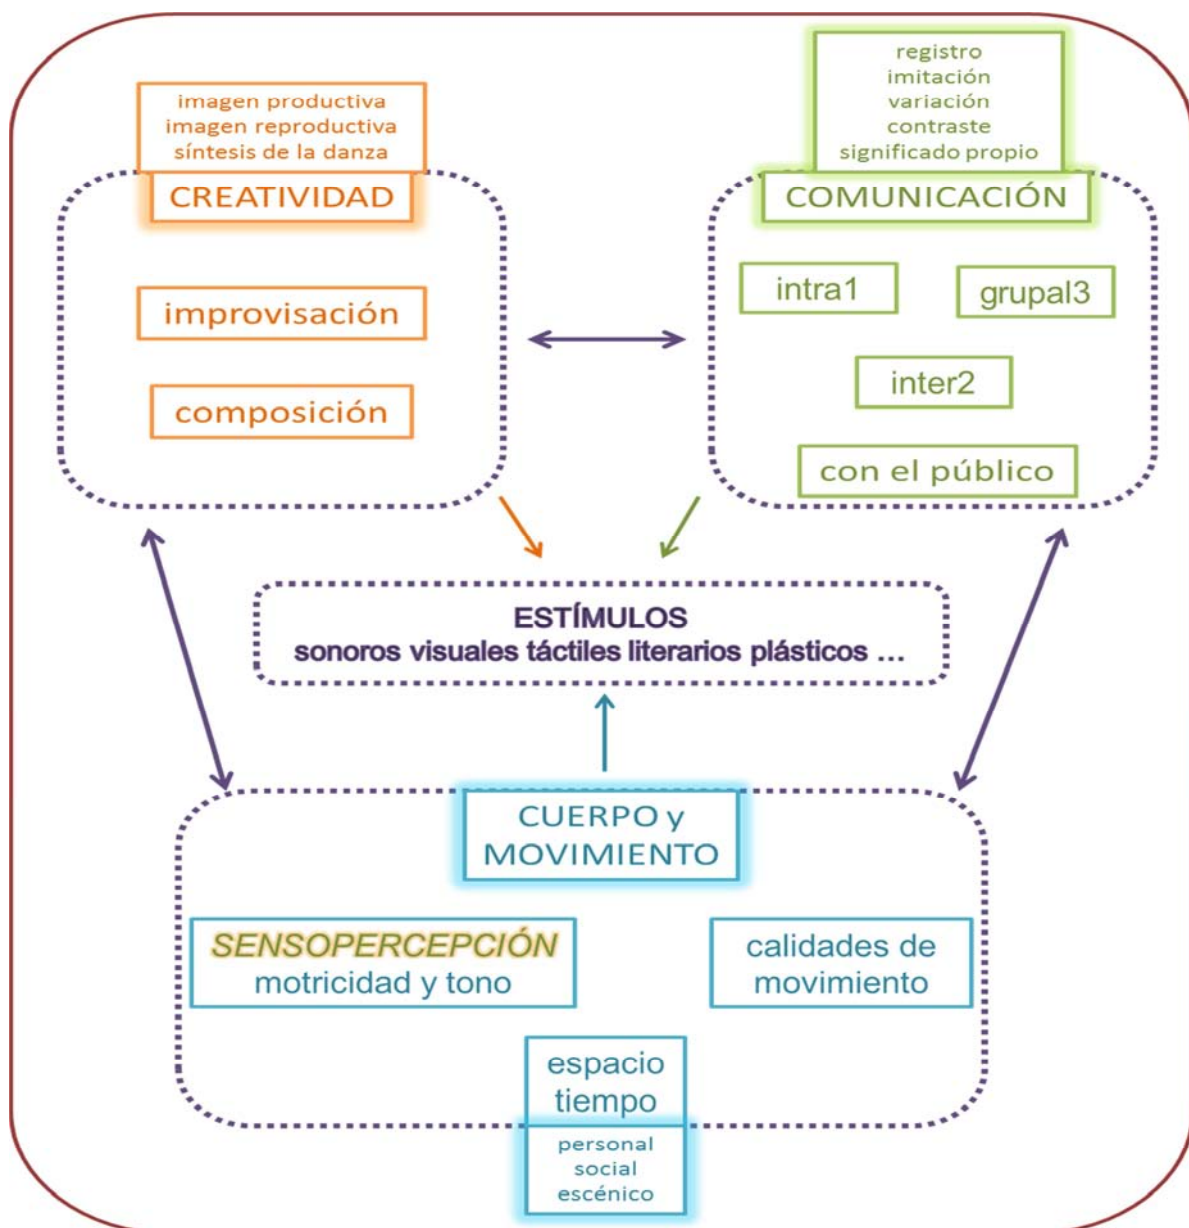 imagen productiva
imagen reproductiva
síntesis de la danza
CREATIVIDAD
improvisación
composición
registro
imitación
variación
contraste
significado propio
COMUNICACIÓN
intra1
grupal3
inter2
con el público
ESTÍMULOS
sonoros visuales táctiles literarios plásticos ...
CUERPO y
MOVIMIENTO
SENSOPERCEPCIÓN
motricidad y tono
calidades de
movimiento
espacio
tiempo
personal
social
escénico